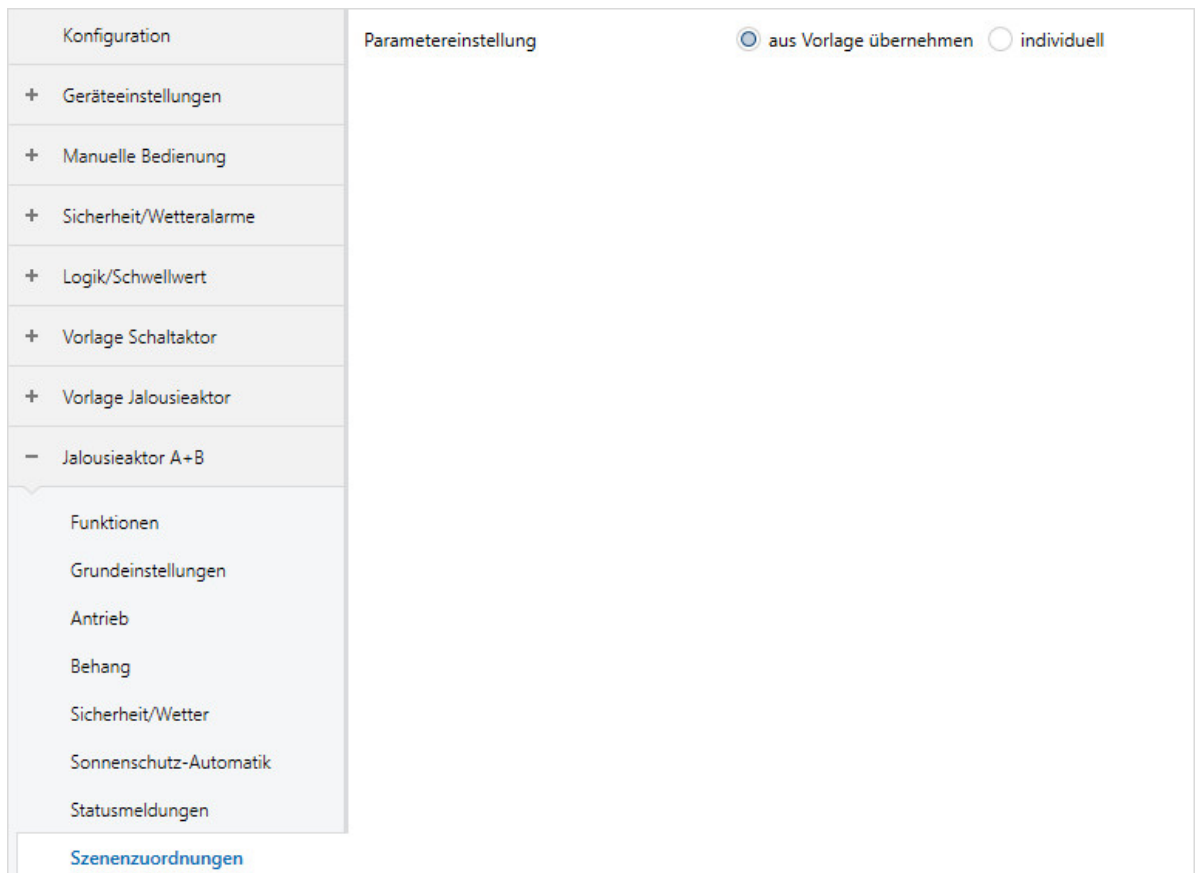 Konfiguration
Parametereinstellung aus Vorlage übernehmen individuell
+ Geräteeinstellungen
+ Manuelle Bedienung
+ Sicherheit/Wetteralarme
+ Logik/Schwellwert
+ Vorlage Schaltaktor
+ Vorlage Jalousieaktor
− Jalousieaktor A+B
Funktionen
Grundeinstellungen
Antrieb
Behang
Sicherheit/Wetter
Sonnenschutz-Automatik
Statusmeldungen
Szenenzuordnungen